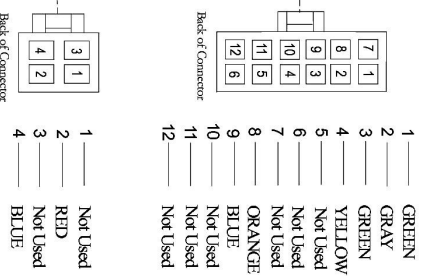 7 1
8 2
9 3
10 4
11 5
12 6
Back of Connector
1 GREEN
2 GRAY
3 GREEN
4 YELLOW
5 Not Used
6 Not Used
7 Not Used
8 ORANGE
9 BLUE
10 Not Used
11 Not Used
12 Not Used
3 1
4 2
Back of Connector
1 Not Used
2 RED
3 Not Used
4 BLUE